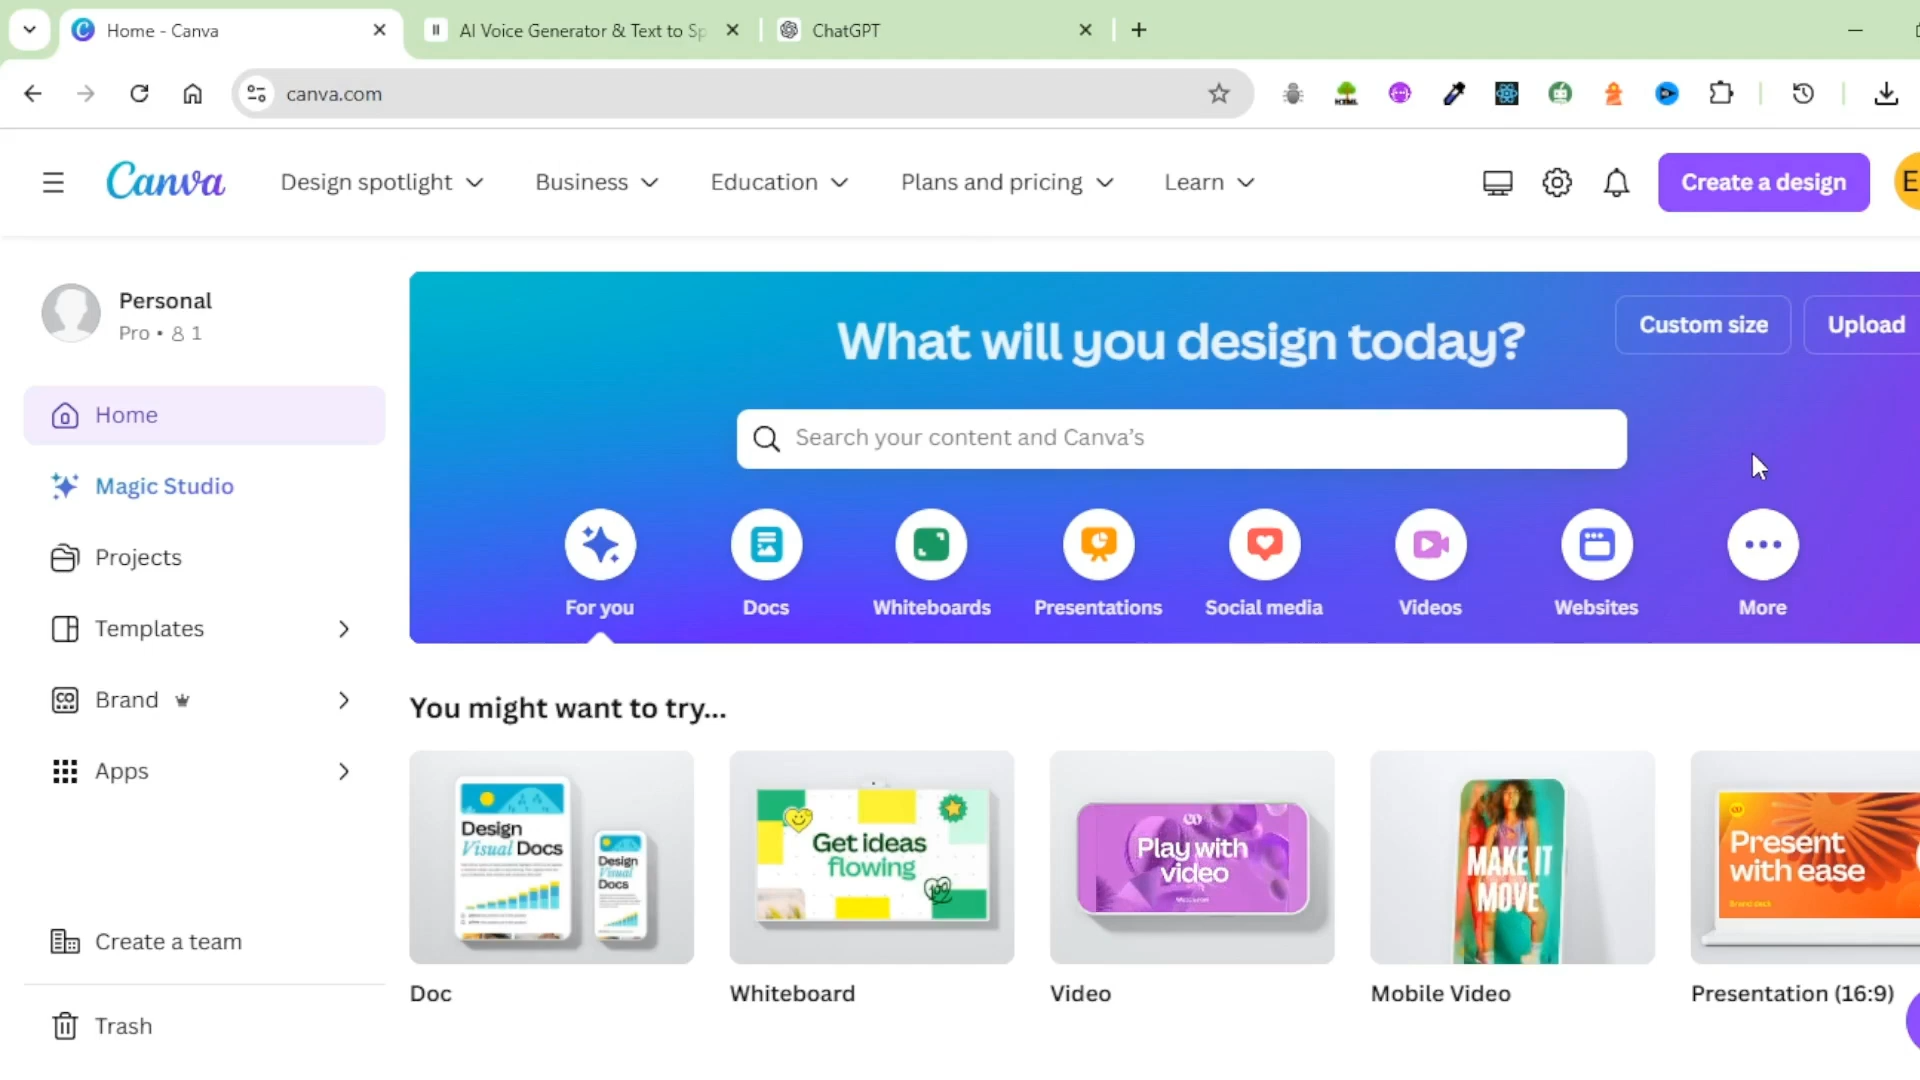 Home - Canva
AI Voice Generator & Text to Sp
ChatGPT
canva.com
HTML
Canva
Design spotlight
Business
Education
Plans and pricing
Learn
Create a design
E
Personal
Pro • 1
Home
Magic Studio
Projects
Templates
Brand
Apps
Create a team
Trash
What will you design today?
Custom size
Upload
Search your content and Canva's
For you
Docs
Whiteboards
Presentations
Social media
Videos
Websites
More
You might want to try...
Design
Visual Docs
Design
Visual
Docs
Get ideas
flowing
100
Play with
video
MAKE IT
MOVE
Present
with ease
Brand deck
Doc
Whiteboard
Video
Mobile Video
Presentation (16:9)